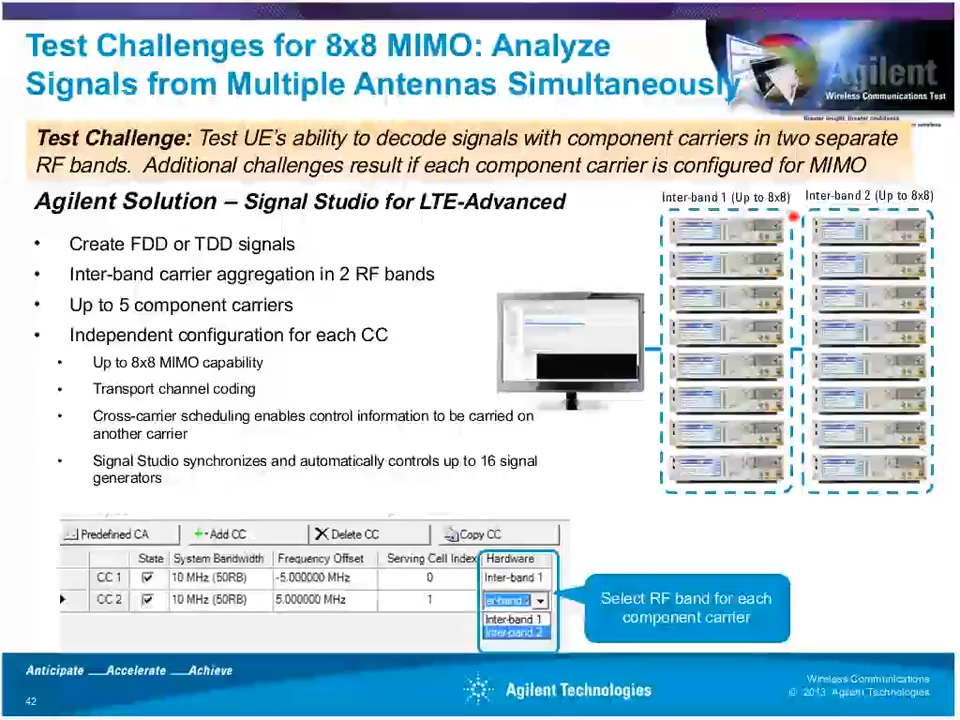 Test Challenges for 8x8 MIMO: Analyze
Signals from Multiple Antennas Simultaneously
Agilent
Wireless Communications Test
Test Challenge: Test UE's ability to decode signals with component carriers in two separate
RF bands. Additional challenges result if each component carrier is configured for MIMO
Agilent Solution – Signal Studio for LTE-Advanced
Inter-band 1 (Up to 8x8)
Inter-band 2 (Up to 8x8)
• Create FDD or TDD signals
• Inter-band carrier aggregation in 2 RF bands
• Up to 5 component carriers
• Independent configuration for each CC
• Up to 8x8 MIMO capability
• Transport channel coding
• Cross-carrier scheduling enables control information to be carried on
another carrier
• Signal Studio synchronizes and automatically controls up to 16 signal
generators
Predefined CA Add CC Delete CC Copy CC
State System Bandwidth Frequency Offset Serving Cell Index Hardware
CC 1 10 MHz (50RB) -5.000000 MHz 0 Inter-band 1
CC 2 10 MHz (50RB) 5.000000 MHz 1 er-band 2
Inter-band 1
Inter-band 2
Select RF band for each
component carrier
Anticipate Accelerate Achieve
Agilent Technologies
Wireless Communications
© 2013 Agilent Technologies
42